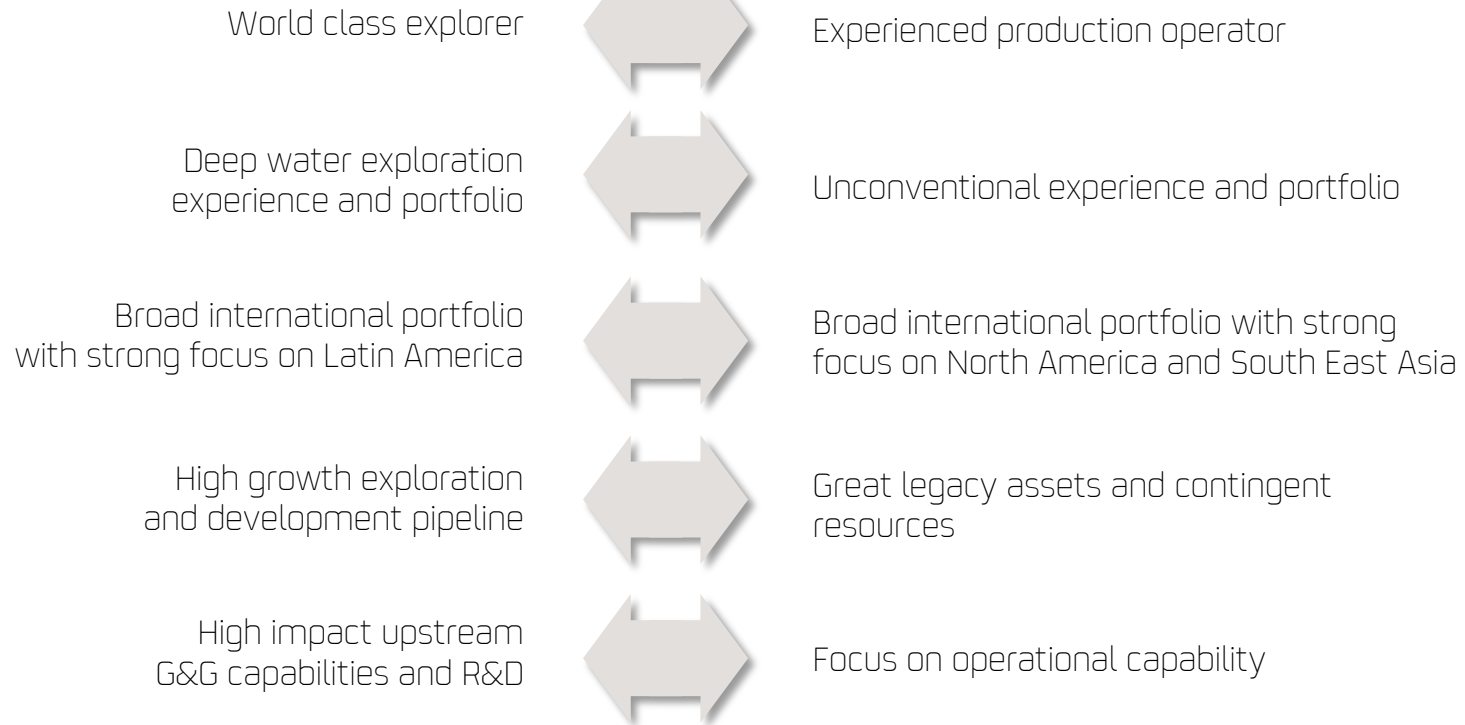 World class explorer
Experienced production operator
Deep water exploration
experience and portfolio
Unconventional experience and portfolio
Broad international portfolio
with strong focus on Latin America
Broad international portfolio with strong
focus on North America and South East Asia
High growth exploration
and development pipeline
Great legacy assets and contingent
resources
High impact upstream
G&G capabilities and R&D
Focus on operational capability